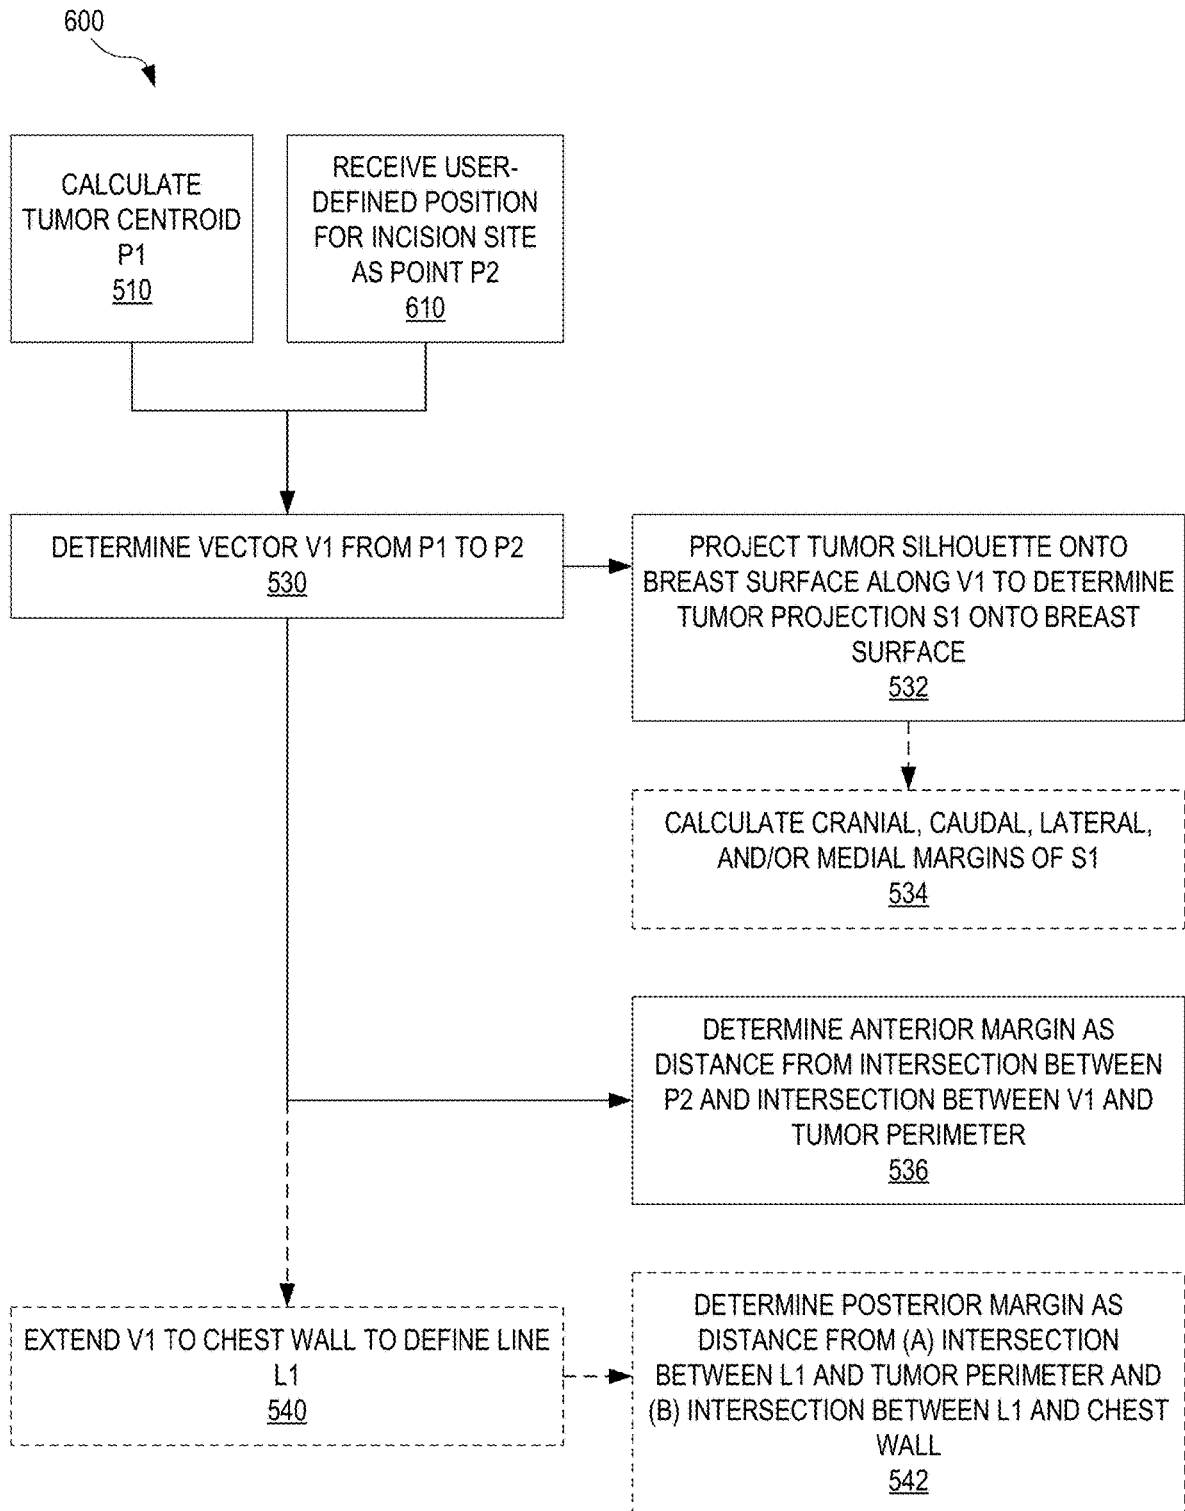 600
CALCULATE
TUMOR CENTROID
P1
510
RECEIVE USER-
DEFINED POSITION
FOR INCISION SITE
AS POINT P2
610
DETERMINE VECTOR V1 FROM P1 TO P2
530
PROJECT TUMOR SILHOUETTE ONTO
BREAST SURFACE ALONG V1 TO DETERMINE
TUMOR PROJECTION S1 ONTO BREAST
SURFACE
532
CALCULATE CRANIAL, CAUDAL, LATERAL,
AND/OR MEDIAL MARGINS OF S1
534
DETERMINE ANTERIOR MARGIN AS
DISTANCE FROM INTERSECTION BETWEEN
P2 AND INTERSECTION BETWEEN V1 AND
TUMOR PERIMETER
536
EXTEND V1 TO CHEST WALL TO DEFINE LINE
L1
540
DETERMINE POSTERIOR MARGIN AS
DISTANCE FROM (A) INTERSECTION
BETWEEN L1 AND TUMOR PERIMETER AND
(B) INTERSECTION BETWEEN L1 AND CHEST
WALL
542